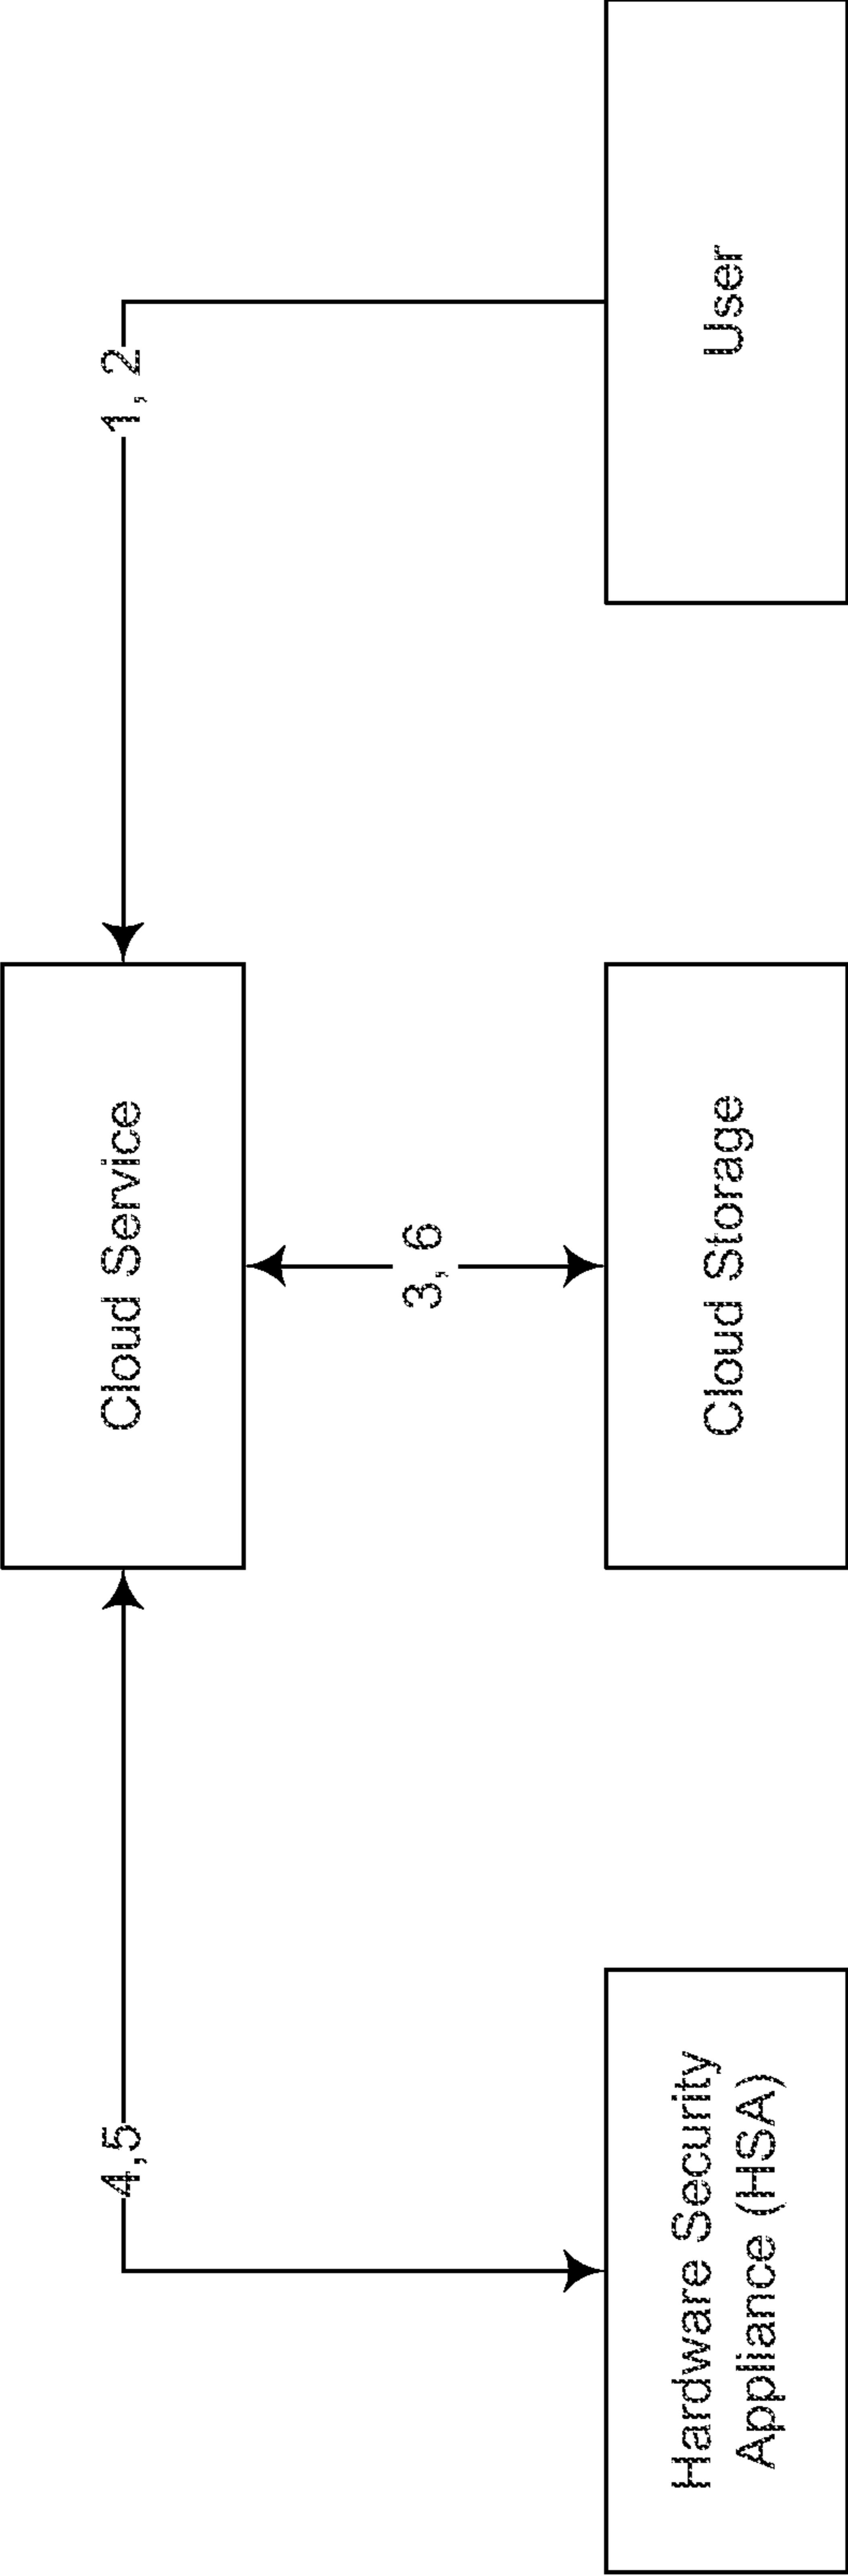 Cloud Service
4,5
1, 2
3, 6
Hardware Security
Appliance (HSA)
Cloud Storage
User